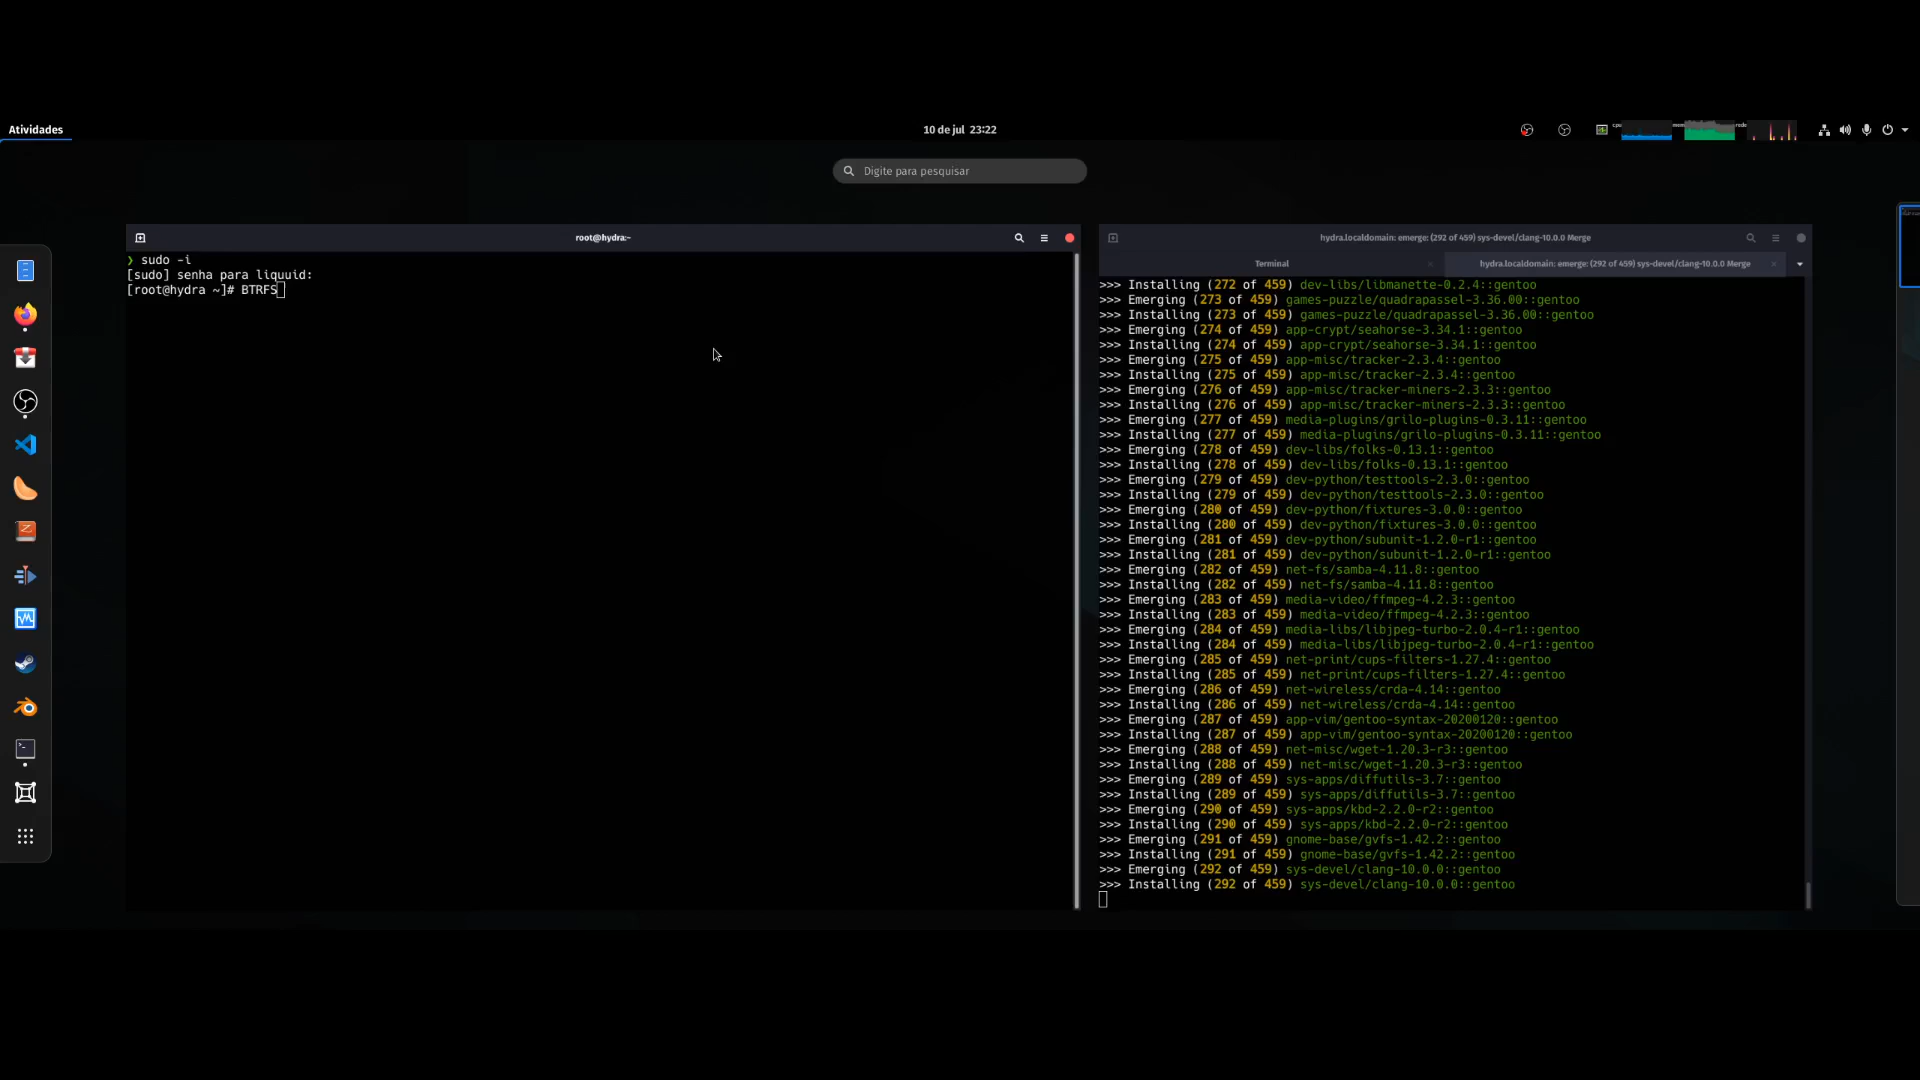 Atividades
10 de jul 23:22
Digite para pesquisar
root@hydra:~
❯ sudo -i
[sudo] senha para liquuid:
[root@hydra ~]# BTRFS
hydra.localdomain: emerge: (292 of 459) sys-devel/clang-10.0.0 Merge
Terminal
hydra.localdomain: emerge: (292 of 459) sys-devel/clang-10.0.0 Merge
>>> Installing (272 of 459) dev-libs/libmanette-0.2.4::gentoo
>>> Emerging (273 of 459) games-puzzle/quadrapassel-3.36.00::gentoo
>>> Installing (273 of 459) games-puzzle/quadrapassel-3.36.00::gentoo
>>> Emerging (274 of 459) app-crypt/seahorse-3.34.1::gentoo
>>> Installing (274 of 459) app-crypt/seahorse-3.34.1::gentoo
>>> Emerging (275 of 459) app-misc/tracker-2.3.4::gentoo
>>> Installing (275 of 459) app-misc/tracker-2.3.4::gentoo
>>> Emerging (276 of 459) app-misc/tracker-miners-2.3.3::gentoo
>>> Installing (276 of 459) app-misc/tracker-miners-2.3.3::gentoo
>>> Emerging (277 of 459) media-plugins/grilo-plugins-0.3.11::gentoo
>>> Installing (277 of 459) media-plugins/grilo-plugins-0.3.11::gentoo
>>> Emerging (278 of 459) dev-libs/folks-0.13.1::gentoo
>>> Installing (278 of 459) dev-libs/folks-0.13.1::gentoo
>>> Emerging (279 of 459) dev-python/testtools-2.3.0::gentoo
>>> Installing (279 of 459) dev-python/testtools-2.3.0::gentoo
>>> Emerging (280 of 459) dev-python/fixtures-3.0.0::gentoo
>>> Installing (280 of 459) dev-python/fixtures-3.0.0::gentoo
>>> Emerging (281 of 459) dev-python/subunit-1.2.0-r1::gentoo
>>> Installing (281 of 459) dev-python/subunit-1.2.0-r1::gentoo
>>> Emerging (282 of 459) net-fs/samba-4.11.8::gentoo
>>> Installing (282 of 459) net-fs/samba-4.11.8::gentoo
>>> Emerging (283 of 459) media-video/ffmpeg-4.2.3::gentoo
>>> Installing (283 of 459) media-video/ffmpeg-4.2.3::gentoo
>>> Emerging (284 of 459) media-libs/libjpeg-turbo-2.0.4-r1::gentoo
>>> Installing (284 of 459) media-libs/libjpeg-turbo-2.0.4-r1::gentoo
>>> Emerging (285 of 459) net-print/cups-filters-1.27.4::gentoo
>>> Installing (285 of 459) net-print/cups-filters-1.27.4::gentoo
>>> Emerging (286 of 459) net-wireless/crda-4.14::gentoo
>>> Installing (286 of 459) net-wireless/crda-4.14::gentoo
>>> Emerging (287 of 459) app-vim/gentoo-syntax-20200120::gentoo
>>> Installing (287 of 459) app-vim/gentoo-syntax-20200120::gentoo
>>> Emerging (288 of 459) net-misc/wget-1.20.3-r3::gentoo
>>> Installing (288 of 459) net-misc/wget-1.20.3-r3::gentoo
>>> Emerging (289 of 459) sys-apps/diffutils-3.7::gentoo
>>> Installing (289 of 459) sys-apps/diffutils-3.7::gentoo
>>> Emerging (290 of 459) sys-apps/kbd-2.2.0-r2::gentoo
>>> Installing (290 of 459) sys-apps/kbd-2.2.0-r2::gentoo
>>> Emerging (291 of 459) gnome-base/gvfs-1.42.2::gentoo
>>> Installing (291 of 459) gnome-base/gvfs-1.42.2::gentoo
>>> Emerging (292 of 459) sys-devel/clang-10.0.0::gentoo
>>> Installing (292 of 459) sys-devel/clang-10.0.0::gentoo